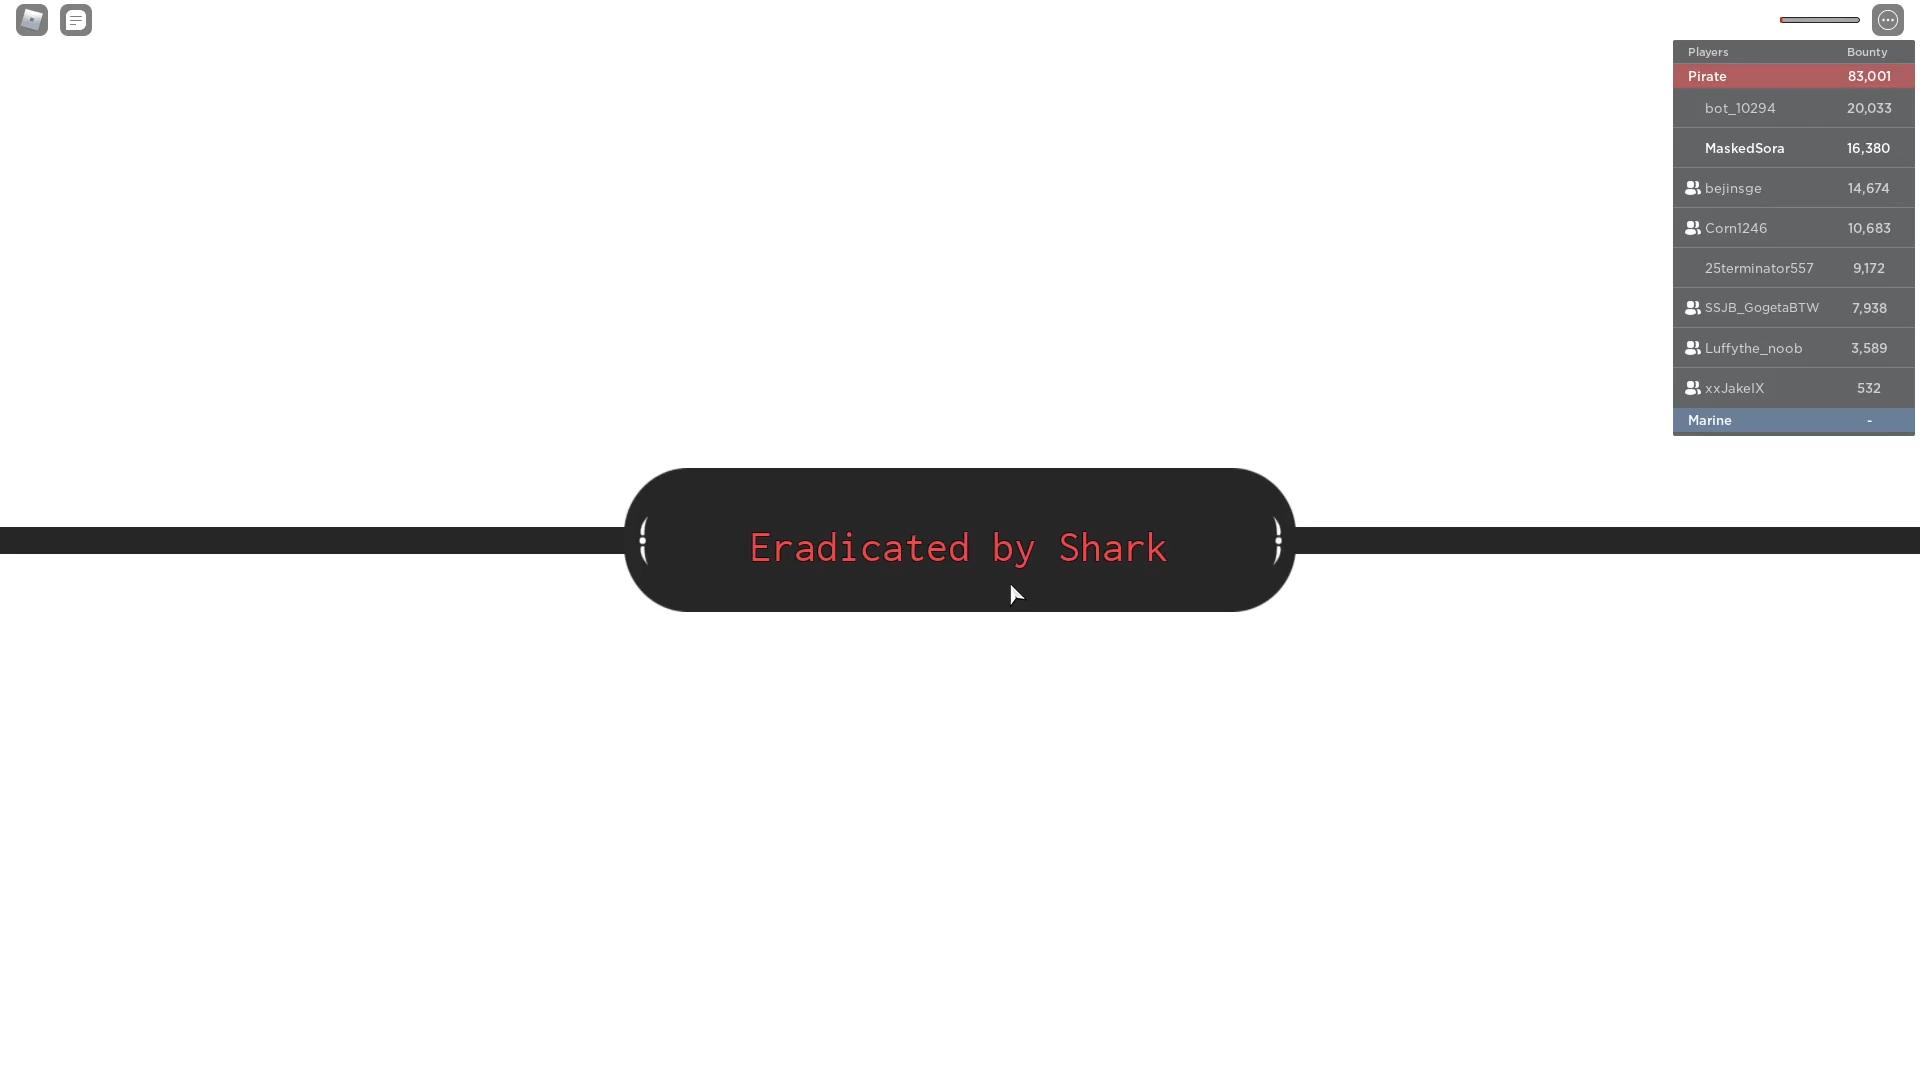 Players Bounty
Pirate 83,001
bot_10294 20,033
MaskedSora 16,380
bejinsge 14,674
Corn1246 10,683
25terminator557 9,172
SSJB_GogetaBTW 7,938
Luffythe_noob 3,589
xxJakeIX 532
Marine -
Eradicated by Shark